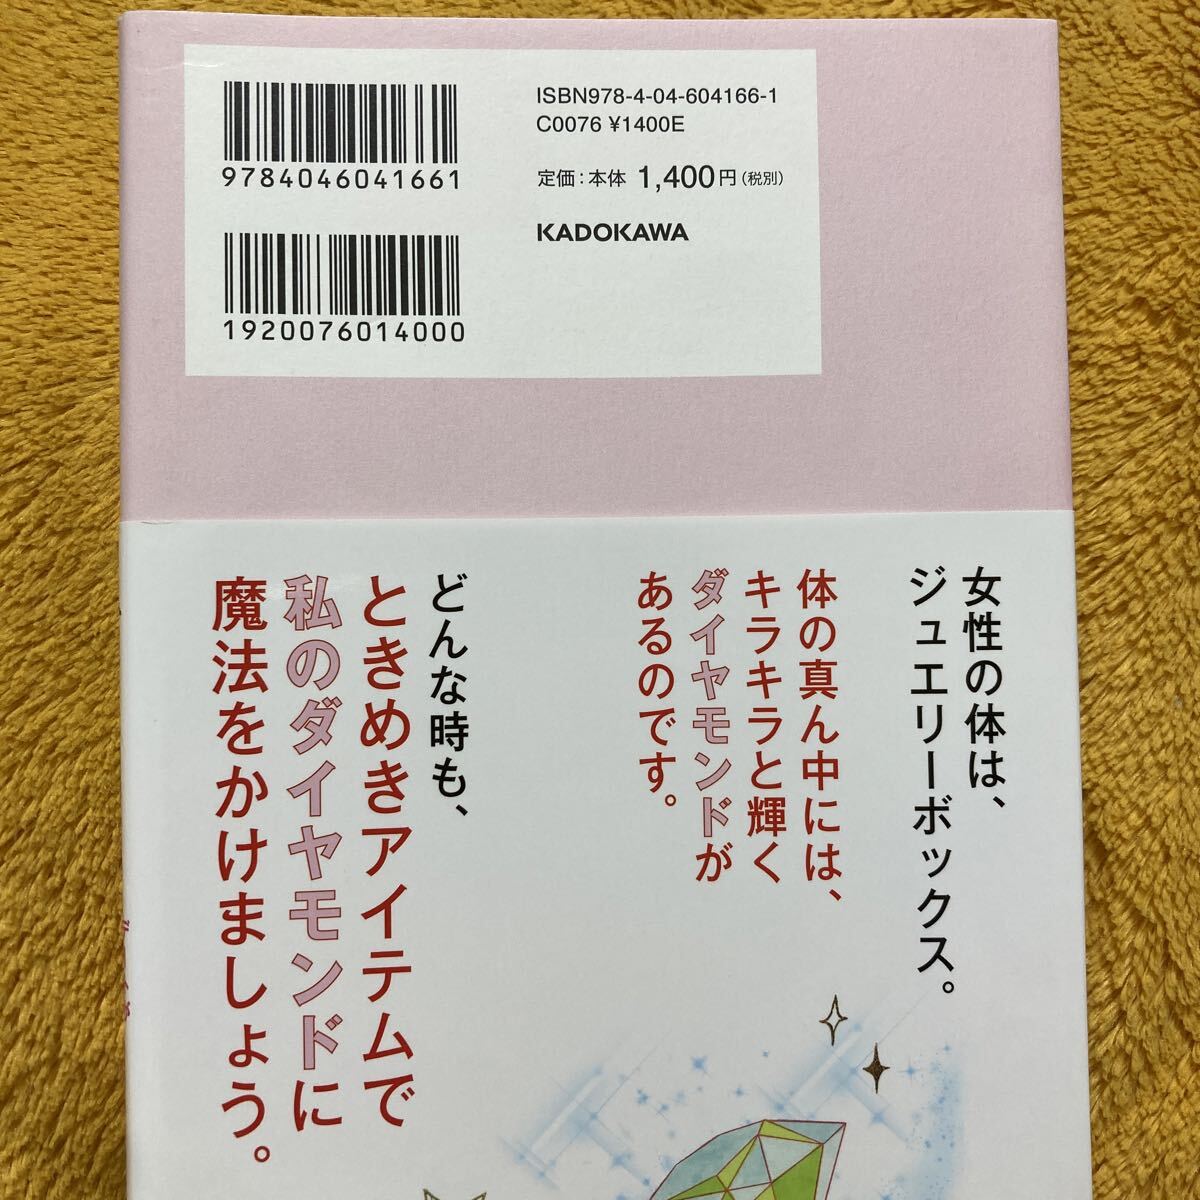 9784046041661
1920076014000
ISBN978-4-04-604166-1
C0076 ¥1400E
定価：本体 1,400円（税別）
KADOKAWA
女性の体は、
ジュエリーボックス。
体の真ん中には、
キラキラと輝く
ダイヤモンドが
あるのです。
どんな時も、
ときめきアイテムで
私のダイヤモンドに
魔法をかけましょう。